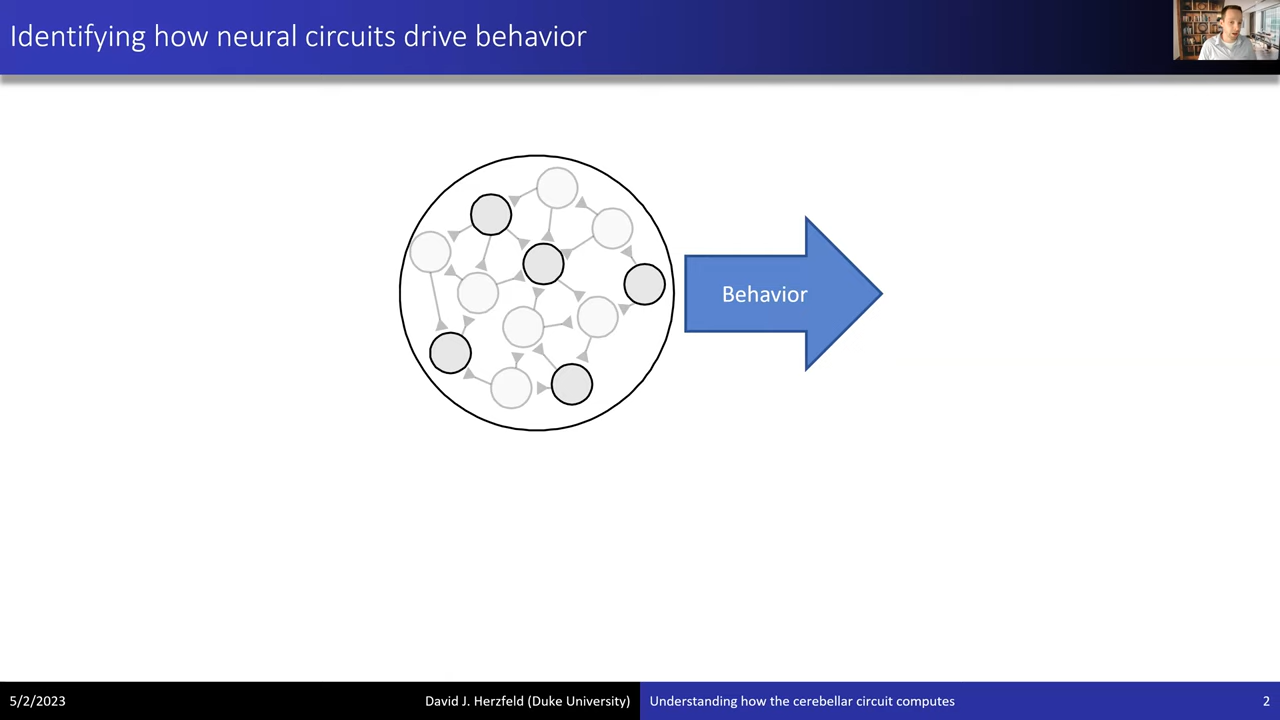 Identifying how neural circuits drive behavior
Behavior
5/2/2023
David J. Herzfeld (Duke University)
Understanding how the cerebellar circuit computes
2